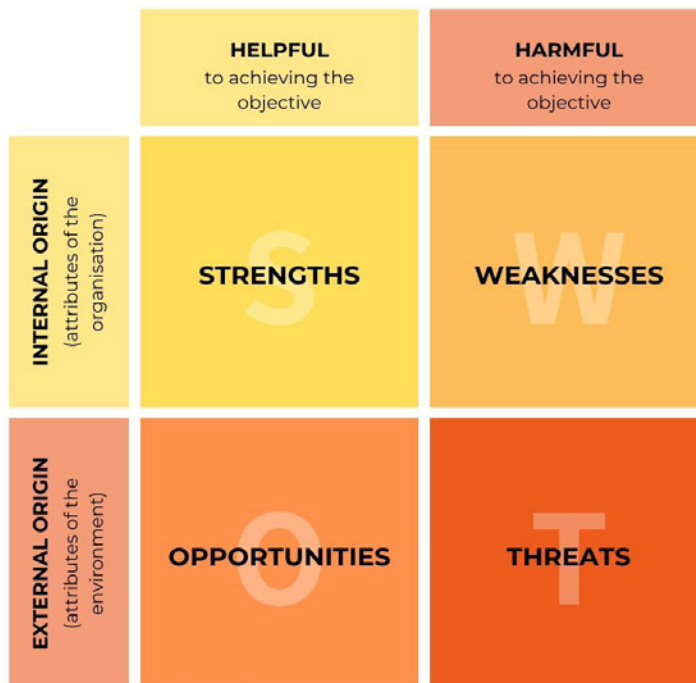 HELPFUL
to achieving the
objective
HARMFUL
to achieving the
objective
INTERNAL ORIGIN
(attributes of the
organisation)
S
STRENGTHS
W
WEAKNESSES
EXTERNAL ORIGIN
(attributes of the
environment)
O
OPPORTUNITIES
T
THREATS